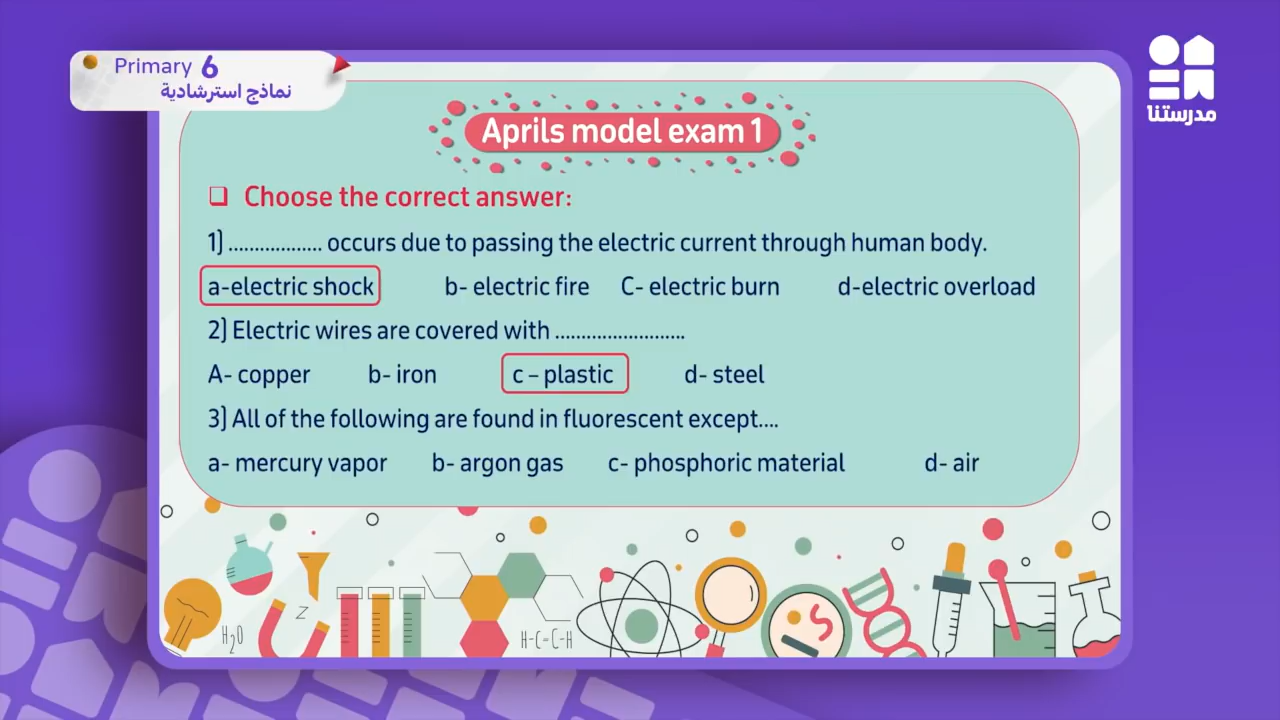 Primary 6
نماذج استرشادية
مدرستنا
Aprils model exam 1
❑ Choose the correct answer:
1) .................. occurs due to passing the electric current through human body.
a-electric shock b- electric fire C- electric burn d-electric overload
2) Electric wires are covered with .........................
A- copper b- iron c – plastic d- steel
3) All of the following are found in fluorescent except....
a- mercury vapor b- argon gas c- phosphoric material d- air
H₂O
Z
H-C=C-H